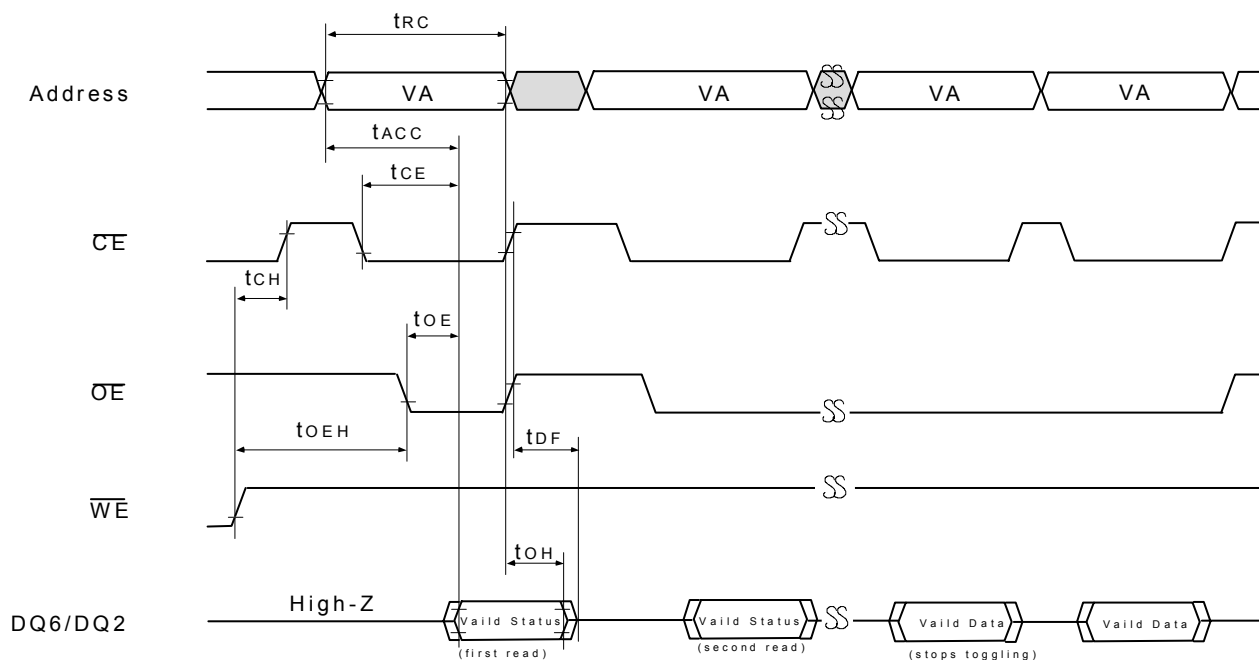 tRC
Address
VA
VA
VA
VA
tACC
tCE
CE
tCH
tOE
OE
tOEH
tDF
WE
tOH
High-Z
DQ6/DQ2
Vaild Status
Vaild Status
Vaild Data
Vaild Data
(first read)
(second read)
(stops toggling)